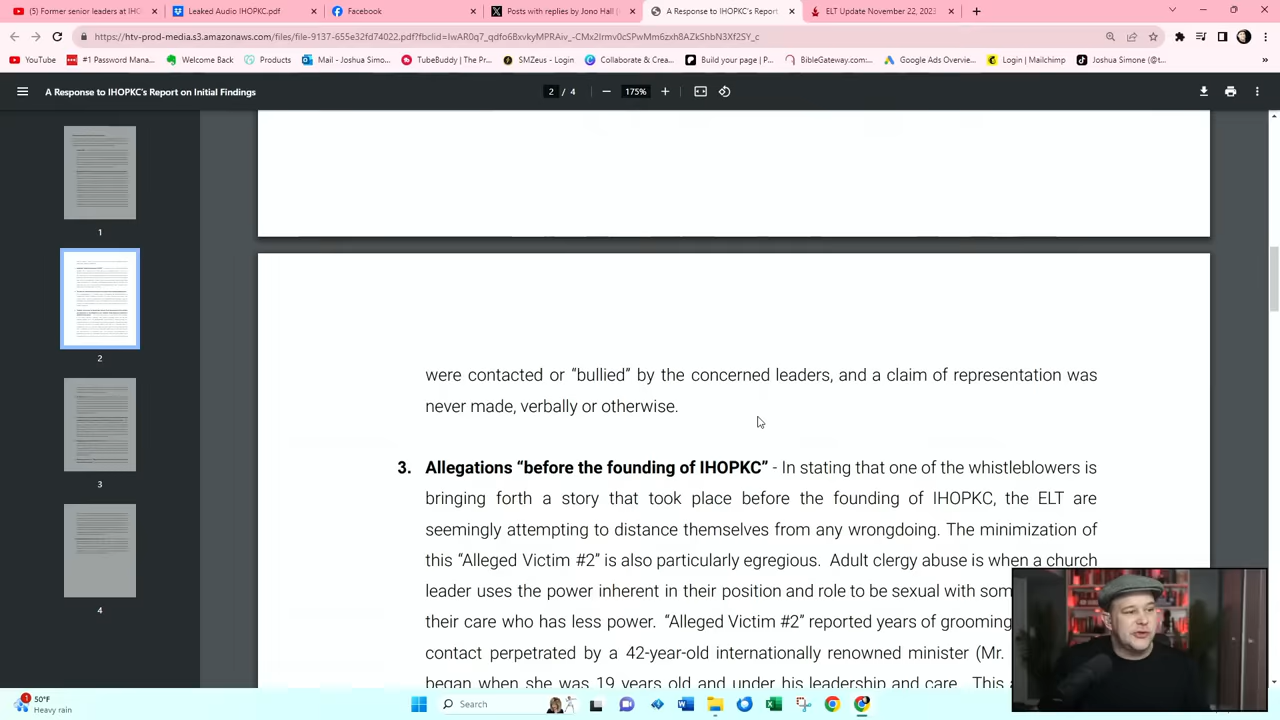 (5) Former senior leaders at IHOP
Leaked Audio IHOPKC.pdf
Facebook
Posts with replies by Jono Hall (
A Response to IHOPKC's Report
ELT Update November 22, 2023
https://htv-prod-media.s3.amazonaws.com/files/file-9137-655e32fd74022.pdf?fbclid=IwAR0q7_qdfo6BxvkyMPRAiv_-CMx2Irmv0cSPwMm6zxh8AZkShbN3Xf2SY_c
YouTube
#1 Password Mana...
Welcome Back
Products
Mail - Joshua Simo...
TubeBuddy | The Pr...
SMZeus - Login
Collaborate & Crea...
Build your page | P...
BibleGateway.com...
Google Ads Overvie...
Login | Mailchimp
Joshua Simone (@t...
»
A Response to IHOPKC's Report on Initial Findings
2 / 4
175%
1
2
3
4
were contacted or “bullied” by the concerned leaders, and a claim of representation was
never made, verbally or otherwise.
3. Allegations “before the founding of IHOPKC” - In stating that one of the whistleblowers is
bringing forth a story that took place before the founding of IHOPKC, the ELT are
seemingly attempting to distance themselves from any wrongdoing. The minimization of
this “Alleged Victim #2” is also particularly egregious. Adult clergy abuse is when a church
leader uses the power inherent in their position and role to be sexual with som
their care who has less power. “Alleged Victim #2” reported years of grooming
contact perpetrated by a 42-year-old internationally renowned minister (Mr.
began when she was 19 years old and under his leadership and care. This a
1
50°F
Heavy rain
Search